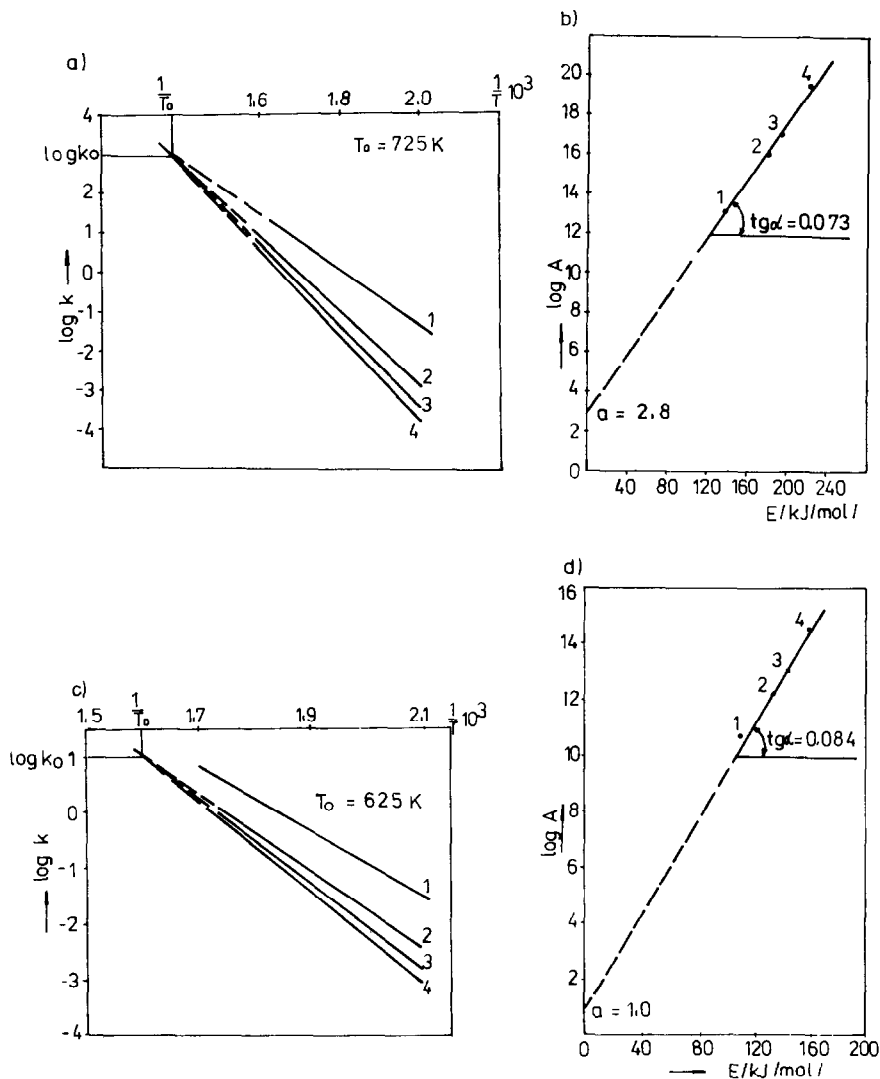 a)
1/T₀ 1.6 1.8 2.0 1/T 10³
4
log k₀
2
1
0
-1
-2
-3
-4
log k
T₀ = 725 K
1
2
3
4
b)
20
18
16
14
12
10
8
6
4
2
0
log A
4
3
2
1
tgα=0.073
a = 2.8
40 80 120 160 200 240
E/kJ/mol/
c)
1.5 1/T₀ 1.7 1.9 2.1 1/T 10³
log k₀ 1
0
-1
-2
-3
-4
log k
T₀ = 625 K
1
2
3
4
d)
16
14
12
10
8
6
4
2
log A
4
3
2
1
tgα=0.084
a = 1.0
0 40 80 120 160 200
E/kJ/mol/